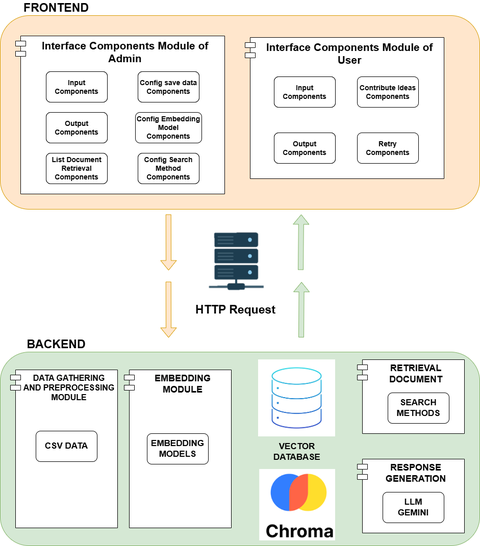 FRONTEND
Interface Components Module of
Admin
Input
Components
Config save data
Components
Output
Components
Config Embedding
Model
Components
List Document
Retrieval
Components
Config Search
Method
Components
Interface Components Module of
User
Input
Components
Contribute ideas
Components
Output
Components
Retry
Components
HTTP Request
BACKEND
DATA GATHERING
AND PREPROCESSING
MODULE
CSV DATA
EMBEDDING
MODULE
EMBEDDING
MODELS
VECTOR
DATABASE
Chroma
RETRIEVAL
DOCUMENT
SEARCH
METHODS
RESPONSE
GENERATION
LLM
GEMINI